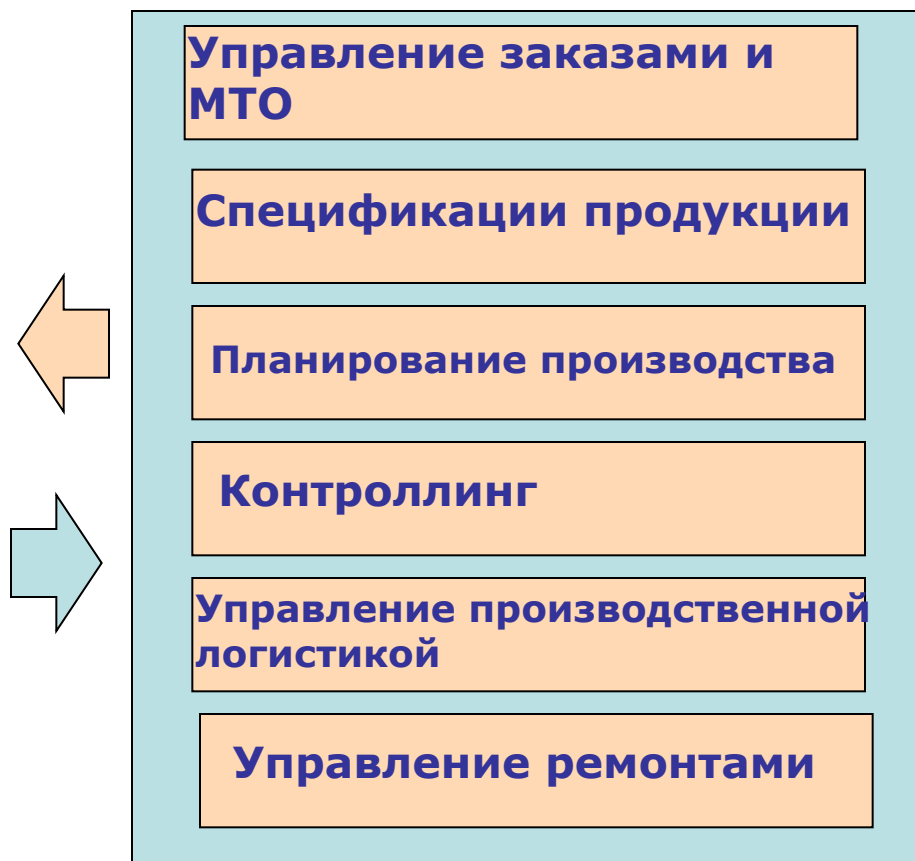 Управление заказами и
МТО
Спецификации продукции
Планирование производства
Контроллинг
Управление производственной
логистикой
Управление ремонтами